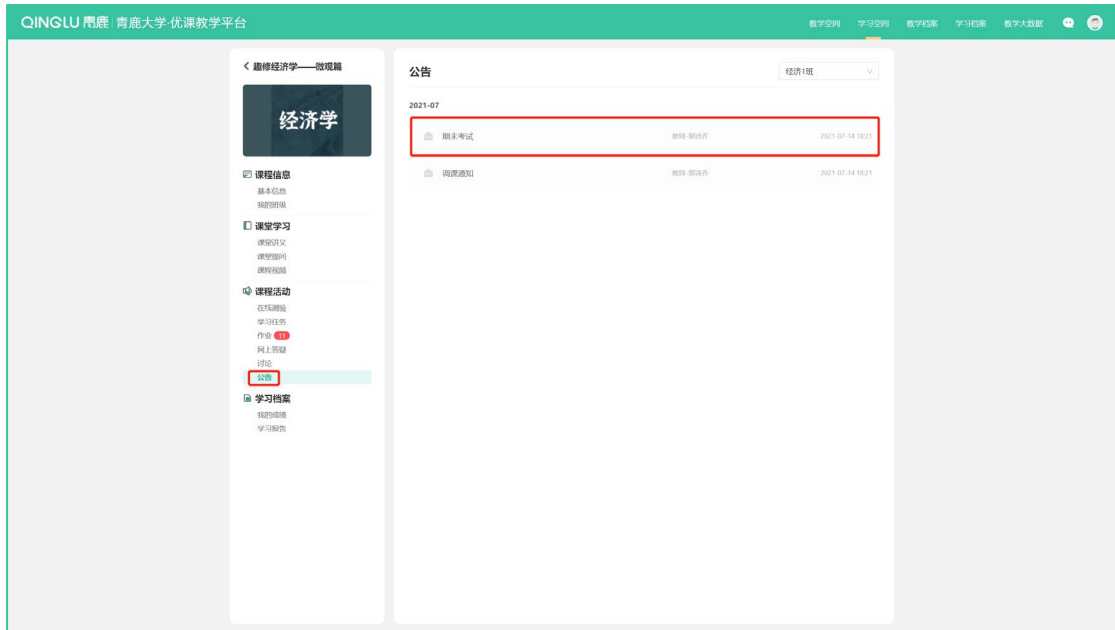 QINGLU 青鹿 | 青鹿大学·优课教学平台
教学空间 学习空间 教学档案 学习档案 教学大数据
趣修经济学——微观篇
经济学
课程信息
基本信息
我的班级
课堂学习
课堂讲义
课堂提问
课程视频
课程活动
在线测验
学习任务
作业 11
网上答疑
讨论
公告
学习档案
我的成绩
学习报告
公告
经济1班
2021-07
期末考试
2021-07-14 18:21
调课通知
2021-07-14 18:21